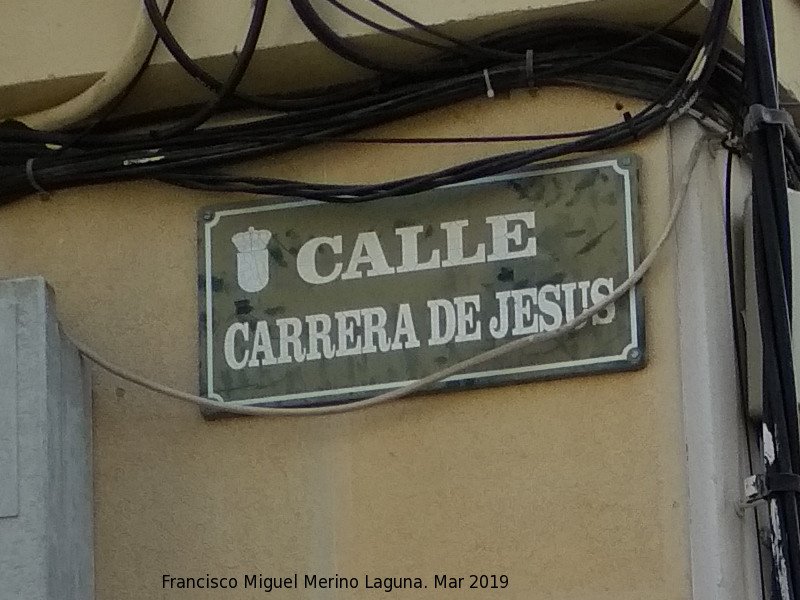 CALLE
CARRERA DE JESUS
Francisco Miguel Merino Laguna. Mar 2019